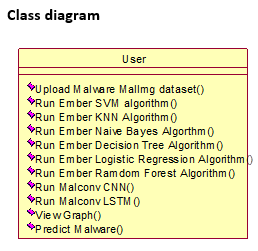 Class diagram
User
Upload Malware MalImg dataset()
Run Ember SVM algorithm()
Run Ember KNN Algorithm()
Run Ember Naive Bayes Algorithm()
Run Ember Decision Tree Algorithm()
Run Ember Logistic Regression Algorithm()
Run Ember Ramdom Forest Algorithm()
Run Malconv CNN()
Run Malconv LSTM()
View Graph()
Predict Malware()